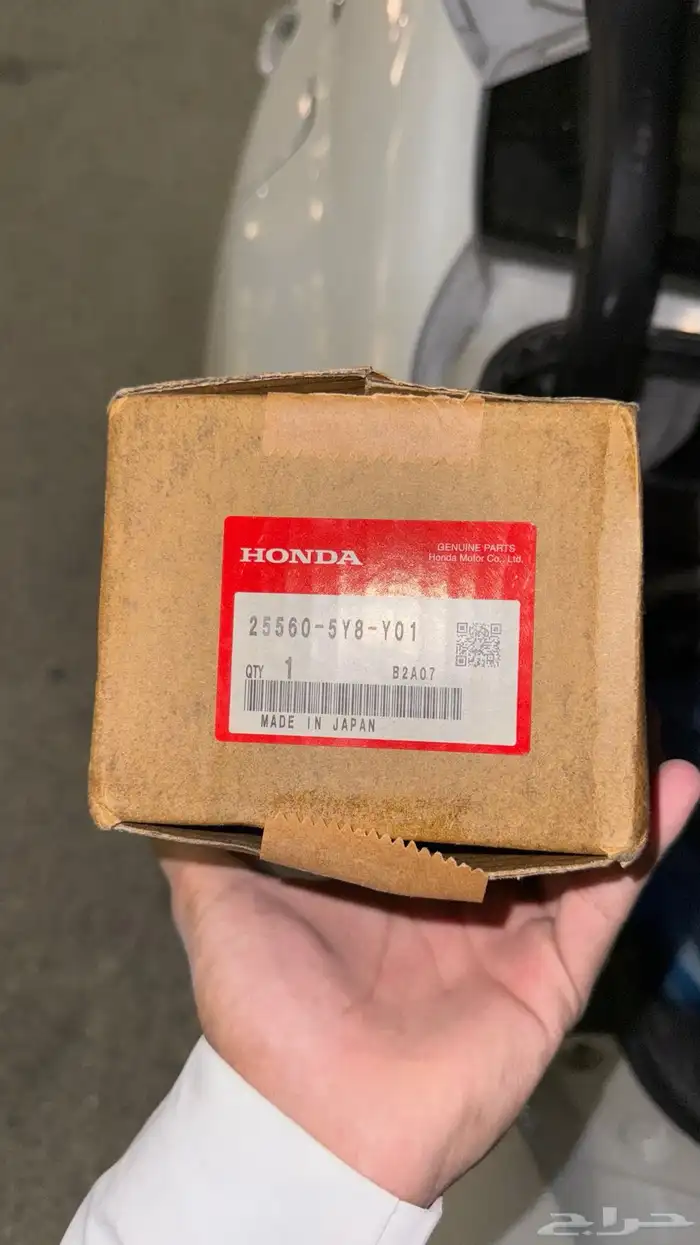 HONDA
GENUINE PARTS
Honda Motor Co., Ltd.
25560-5Y8-Y01
QTY 1 B2A07
MADE IN JAPAN
حراج